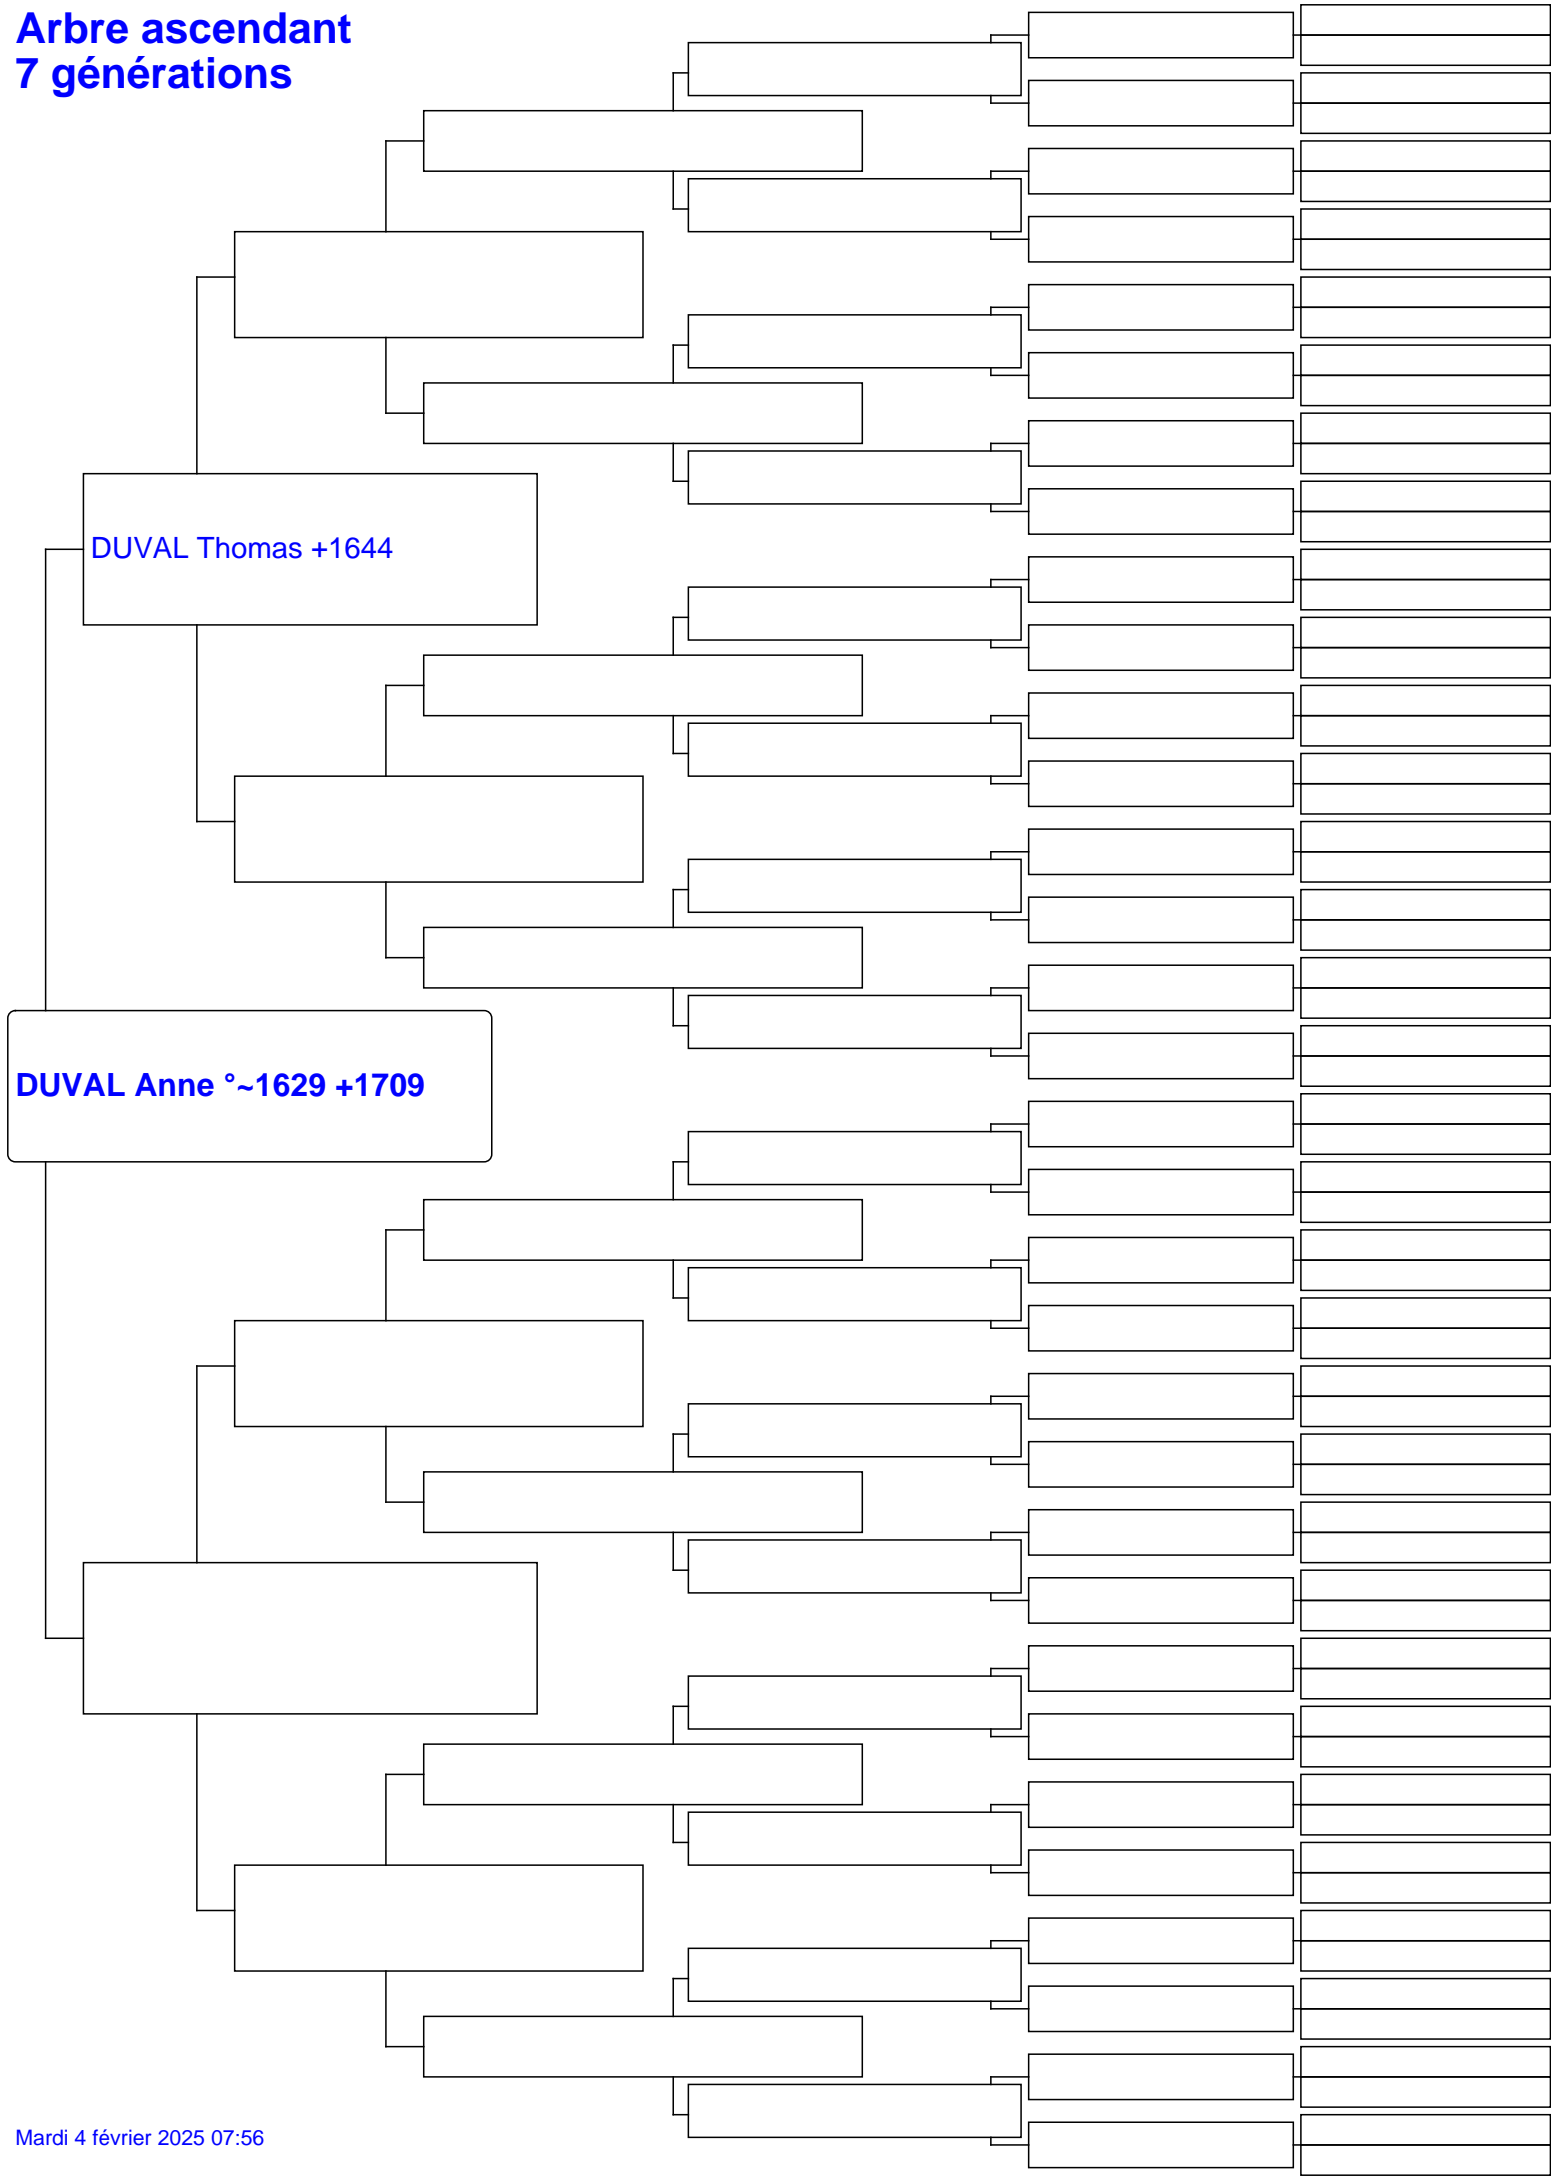 Arbre ascendant
7 générations
DUVAL Thomas +1644
DUVAL Anne °~1629 +1709
Mardi 4 février 2025 07:56